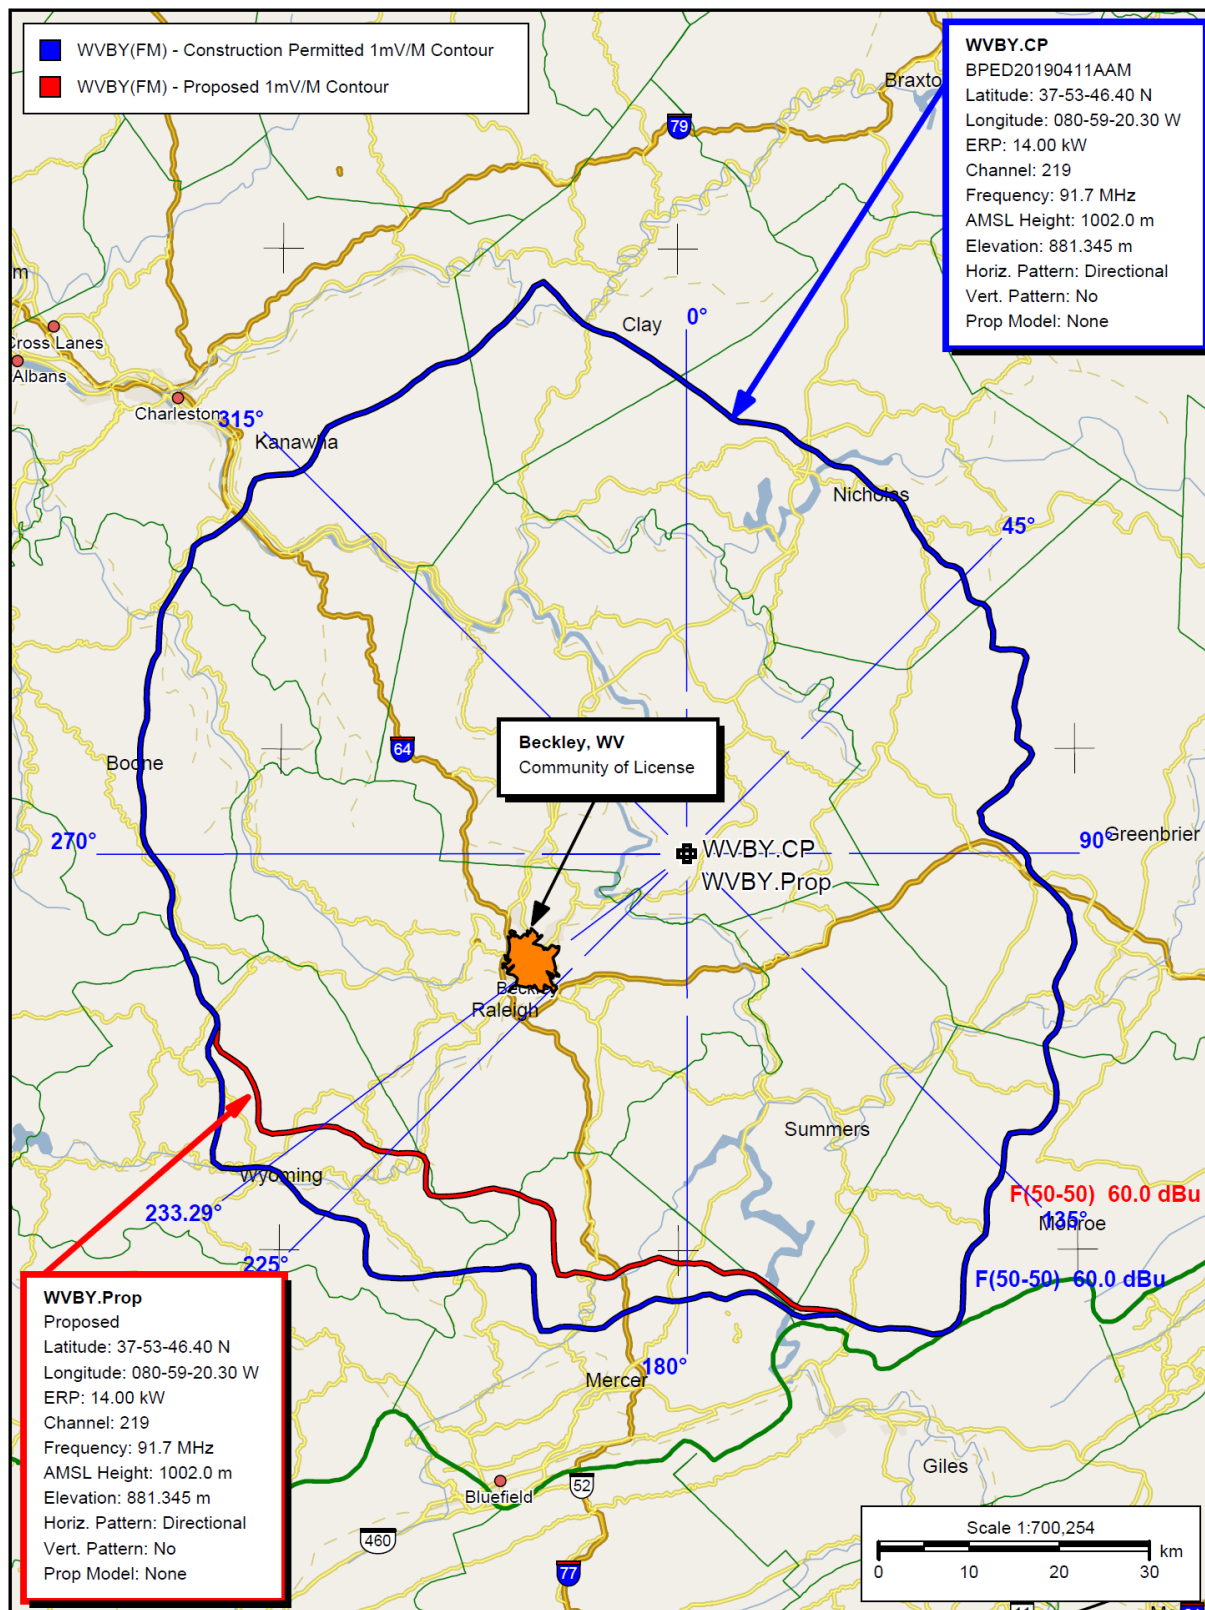 WVBY(FM) - Construction Permitted 1mV/M Contour
WVBY(FM) - Proposed 1mV/M Contour
WVBY.CP
BPED20190411AAM
Latitude: 37-53-46.40 N
Longitude: 080-59-20.30 W
ERP: 14.00 kW
Channel: 219
Frequency: 91.7 MHz
AMSL Height: 1002.0 m
Elevation: 881.345 m
Horiz. Pattern: Directional
Vert. Pattern: No
Prop Model: None
Braxto
79
m
Clay
0°
Cross Lanes
Albans
Charleston
315°
Kanawha
Nicholas
45°
Beckley, WV
Community of License
64
Boone
270°
WVBY.CP
90°
Greenbrier
WVBY.Prop
Beckley
Raleigh
Summers
Wyoming
F(50-50) 60.0 dBu
233.29°
135°
Monroe
225°
F(50-50) 60.0 dBu
WVBY.Prop
Proposed
Latitude: 37-53-46.40 N
Longitude: 080-59-20.30 W
ERP: 14.00 kW
Channel: 219
Frequency: 91.7 MHz
AMSL Height: 1002.0 m
Elevation: 881.345 m
Horiz. Pattern: Directional
Vert. Pattern: No
Prop Model: None
180°
Mercer
Giles
Bluefield
52
460
77
Scale 1:700,254
km
0 10 20 30